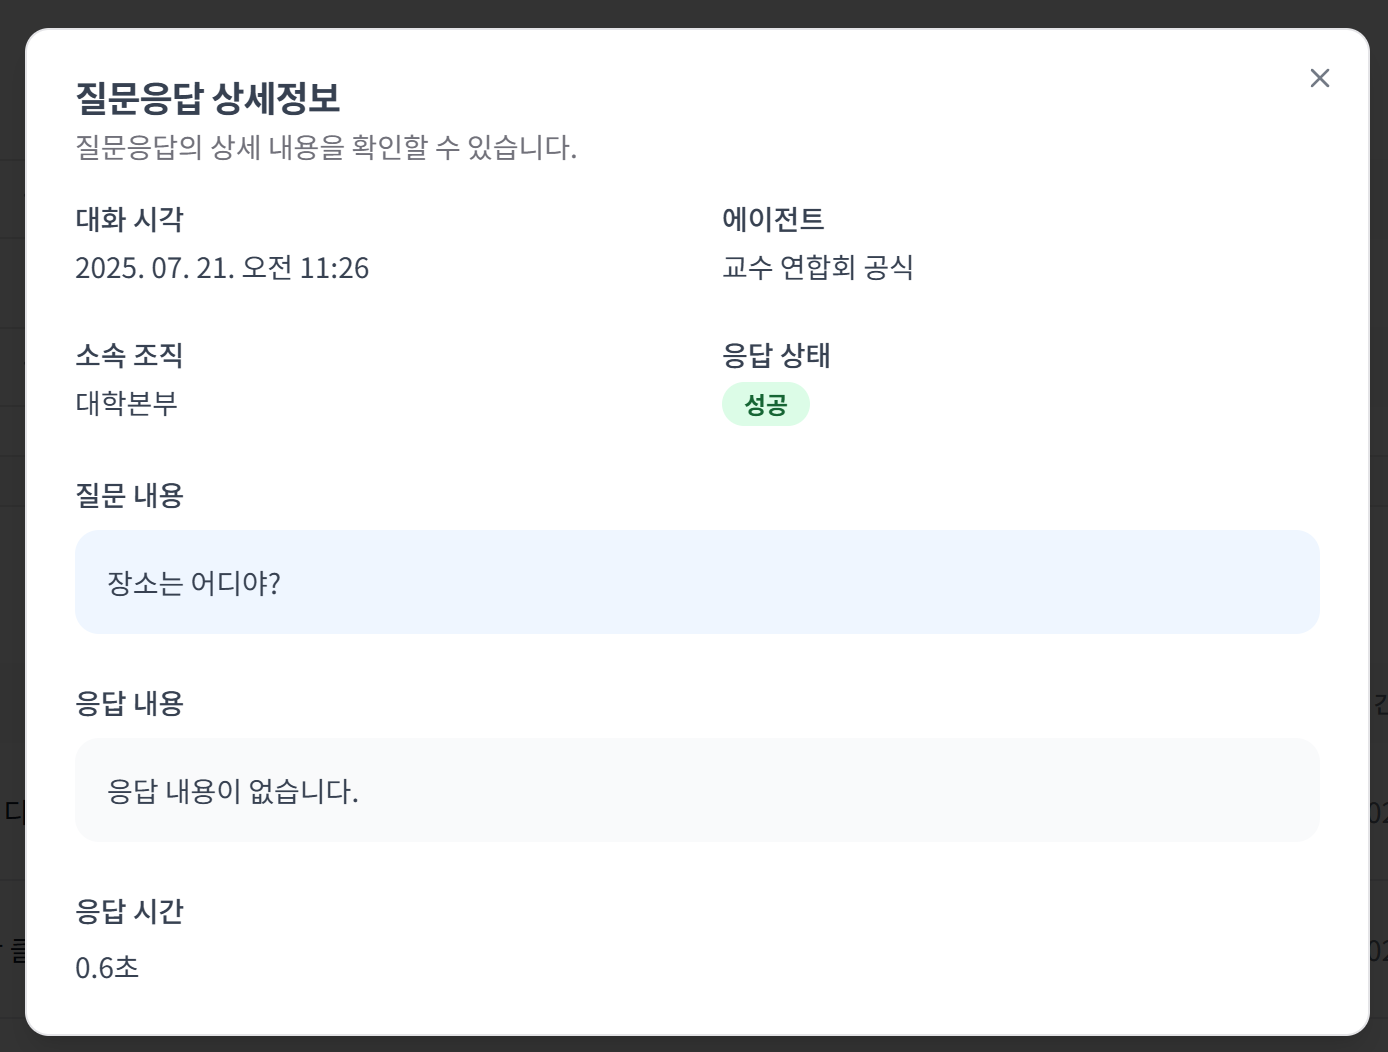 질문응답 상세정보
질문응답의 상세 내용을 확인할 수 있습니다.
대화 시각
2025. 07. 21. 오전 11:26
에이전트
교수 연합회 공식
소속 조직
대학본부
응답 상태
성공
질문 내용
장소는 어디야?
응답 내용
응답 내용이 없습니다.
응답 시간
0.6초